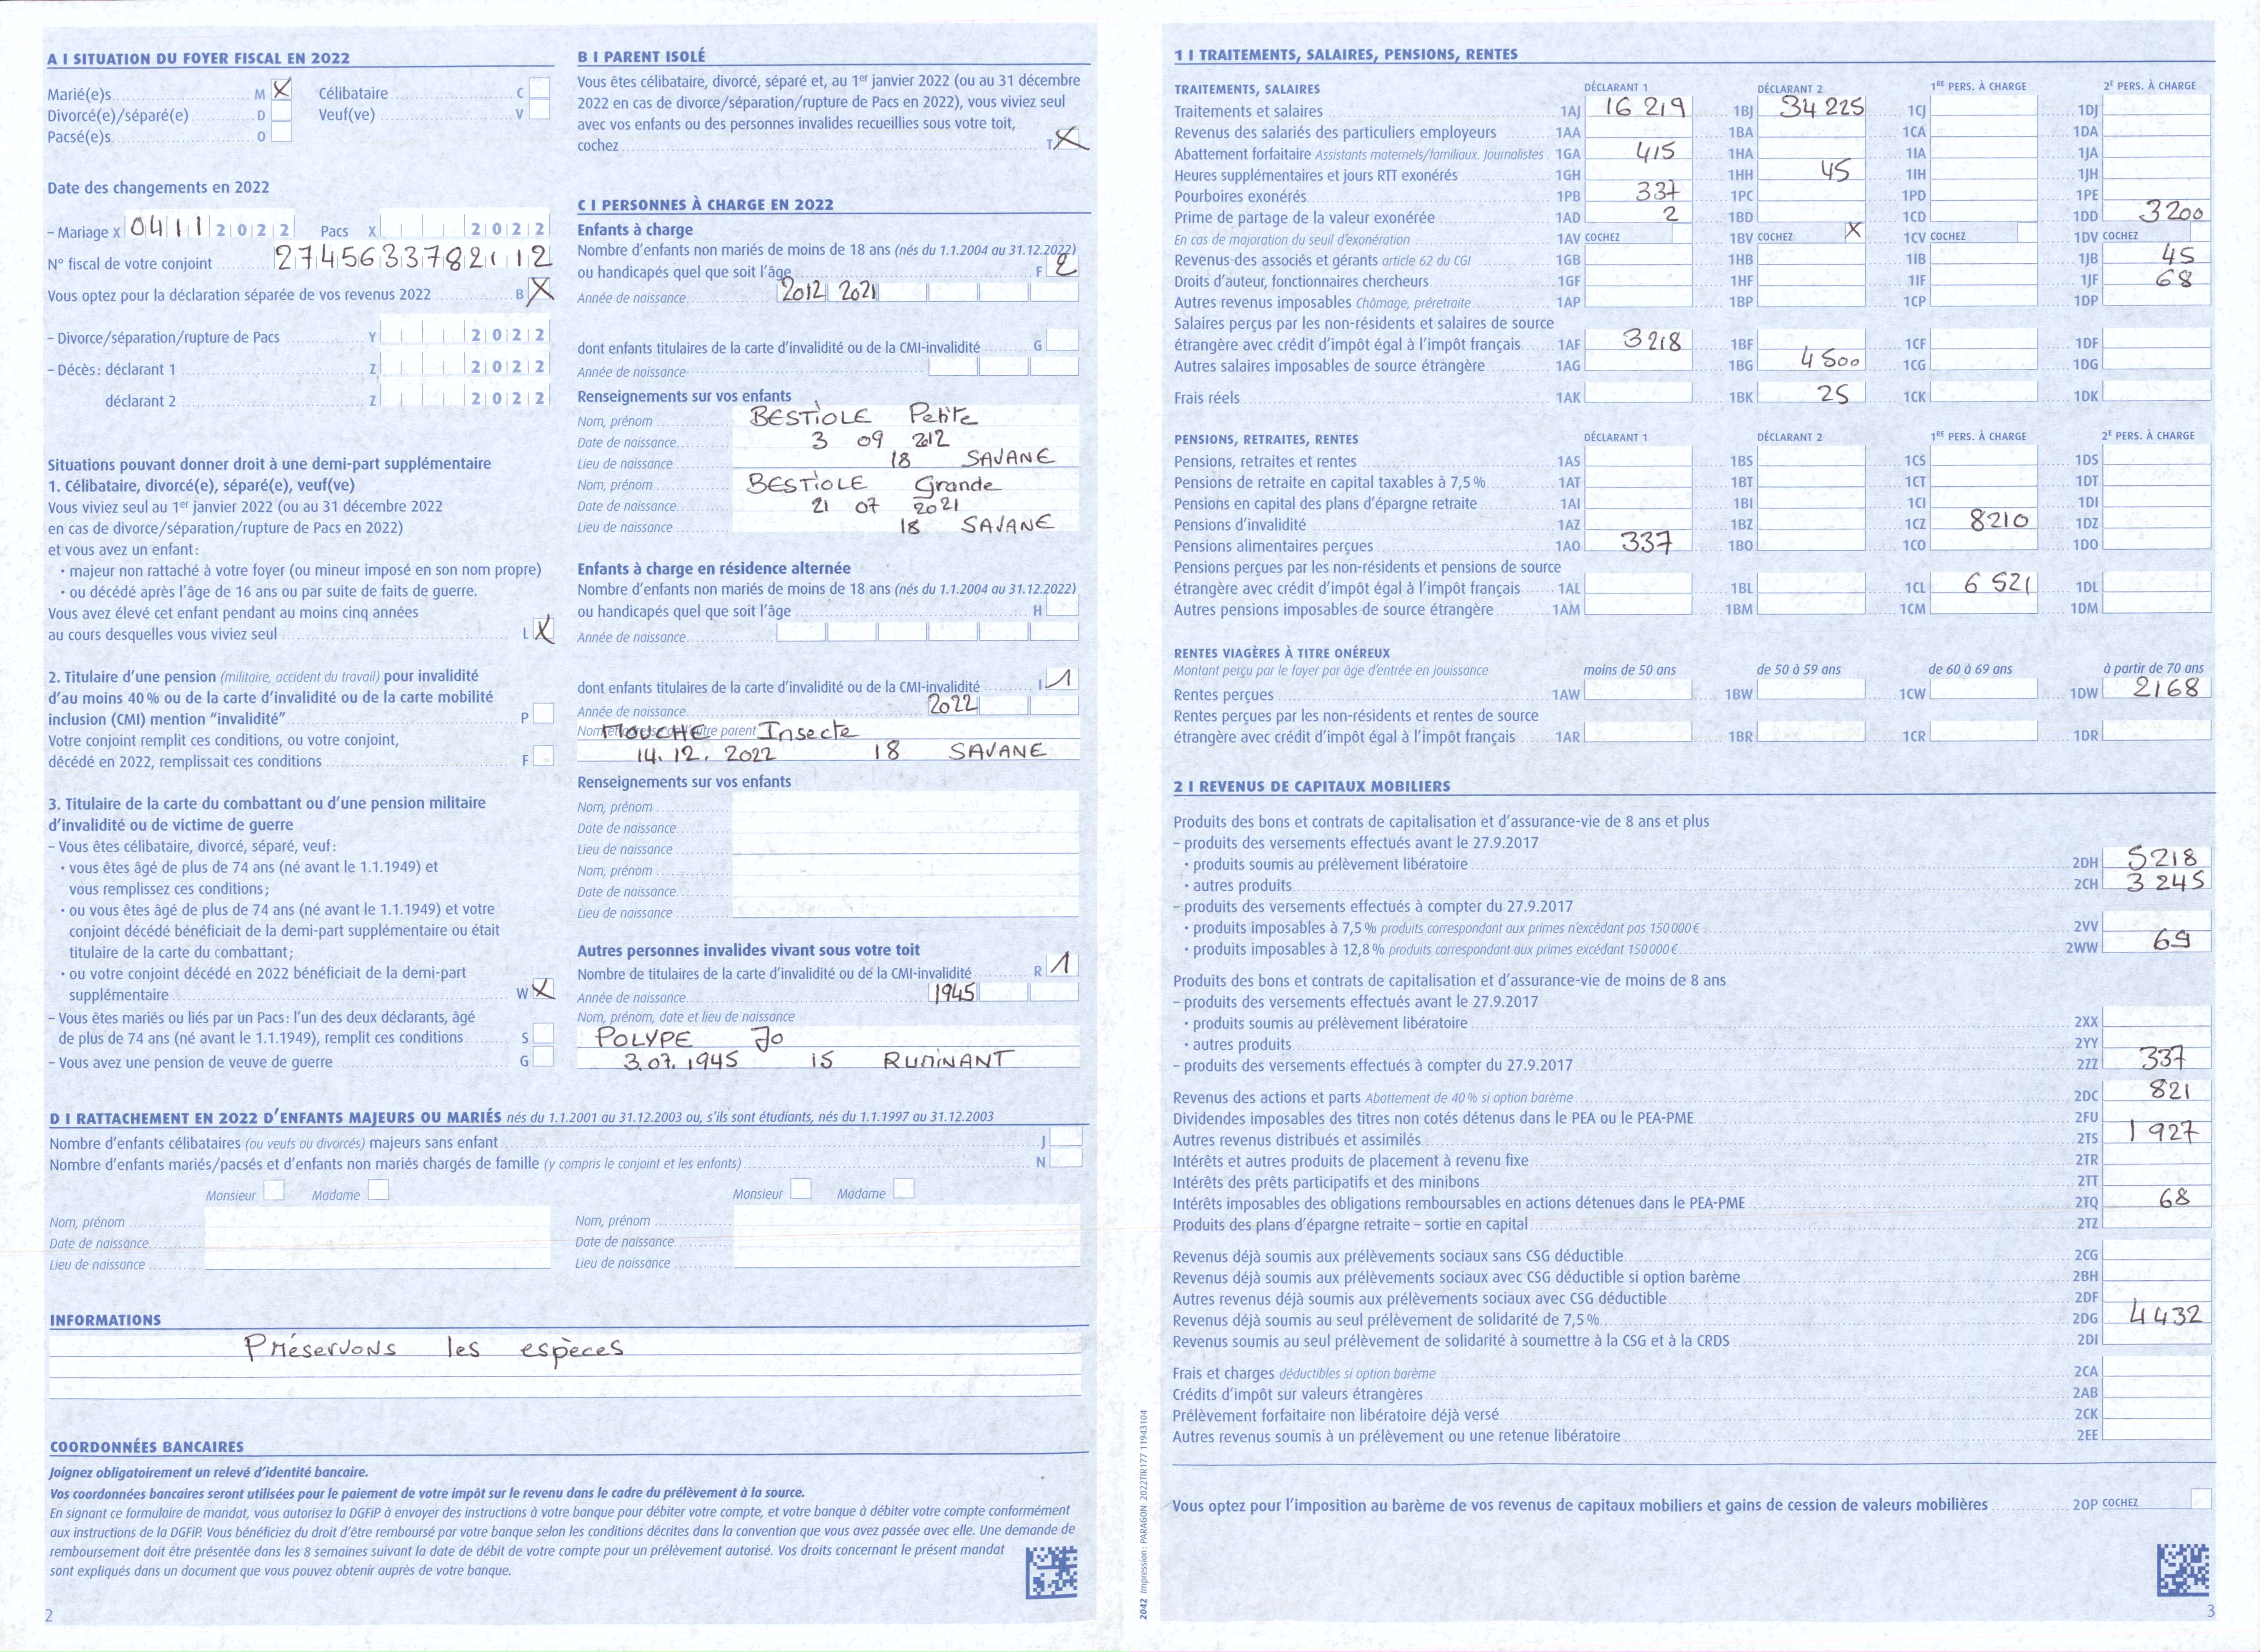 A I SITUATION DU FOYER FISCAL EN 2022
Marié(e)s M X Célibataire C
Divorcé(e)/séparé(e) D Veuf(ve) V
Pacsé(e)s O
Date des changements en 2022
– Mariage X 0411 2022 Pacs X 2022
N° fiscal de votre conjoint 2745633782112
Vous optez pour la déclaration séparée de vos revenus 2022 B X
– Divorce/séparation/rupture de Pacs Y 2022
– Décès: déclarant 1 Z 2022
déclarant 2 Z 2022
Situations pouvant donner droit à une demi-part supplémentaire
1. Célibataire, divorcé(e), séparé(e), veuf(ve)
Vous viviez seul au 1er janvier 2022 (ou au 31 décembre 2022
en cas de divorce/séparation/rupture de Pacs en 2022)
et vous avez un enfant:
• majeur non rattaché à votre foyer (ou mineur imposé en son nom propre)
• ou décédé après l'âge de 16 ans ou par suite de faits de guerre.
Vous avez élevé cet enfant pendant au moins cinq années
au cours desquelles vous viviez seul L X
2. Titulaire d'une pension (militaire, accident du travail) pour invalidité
d'au moins 40 % ou de la carte d'invalidité ou de la carte mobilité
inclusion (CMI) mention “invalidité” P
Votre conjoint remplit ces conditions, ou votre conjoint,
décédé en 2022, remplissait ces conditions F
3. Titulaire de la carte du combattant ou d'une pension militaire
d'invalidité ou de victime de guerre
– Vous êtes célibataire, divorcé, séparé, veuf:
• vous êtes âgé de plus de 74 ans (né avant le 1.1.1949) et
vous remplissez ces conditions;
• ou vous êtes âgé de plus de 74 ans (né avant le 1.1.1949) et votre
conjoint décédé bénéficiait de la demi-part supplémentaire ou était
titulaire de la carte du combattant;
• ou votre conjoint décédé en 2022 bénéficiait de la demi-part
supplémentaire W X
– Vous êtes mariés ou liés par un Pacs: l'un des deux déclarants, âgé
de plus de 74 ans (né avant le 1.1.1949), remplit ces conditions S
– Vous avez une pension de veuve de guerre G
B I PARENT ISOLÉ
Vous êtes célibataire, divorcé, séparé et, au 1er janvier 2022 (ou au 31 décembre
2022 en cas de divorce/séparation/rupture de Pacs en 2022), vous viviez seul
avec vos enfants ou des personnes invalides recueillies sous votre toit,
cochez T X
C I PERSONNES À CHARGE EN 2022
Enfants à charge
Nombre d'enfants non mariés de moins de 18 ans (nés du 1.1.2004 au 31.12.2022)
ou handicapés quel que soit l'âge F 2
Année de naissance 2012 2021
dont enfants titulaires de la carte d'invalidité ou de la CMI-invalidité G
Année de naissance
Renseignements sur vos enfants
Nom, prénom BESTIOLE Petite
Date de naissance 3 09 2012
Lieu de naissance 18 SAVANE
Nom, prénom BESTIOLE Grande
Date de naissance 21 07 2021
Lieu de naissance 18 SAVANE
Enfants à charge en résidence alternée
Nombre d'enfants non mariés de moins de 18 ans (nés du 1.1.2004 au 31.12.2022)
ou handicapés quel que soit l'âge H
Année de naissance
dont enfants titulaires de la carte d'invalidité ou de la CMI-invalidité I 1
Année de naissance 2022
Nom et adresse de l'autre parent MOUCHE Insecte
14.12.2022 18 SAVANE
Renseignements sur vos enfants
Nom, prénom
Date de naissance
Lieu de naissance
Nom, prénom
Date de naissance
Lieu de naissance
Autres personnes invalides vivant sous votre toit
Nombre de titulaires de la carte d'invalidité ou de la CMI-invalidité R 1
Année de naissance 1945
Nom, prénom, date et lieu de naissance
POLYPE Jo
3.07.1945 15 RUMINANT
D I RATTACHEMENT EN 2022 D'ENFANTS MAJEURS OU MARIÉS nés du 1.1.2001 au 31.12.2003 ou, s'ils sont étudiants, nés du 1.1.1997 au 31.12.2003
Nombre d'enfants célibataires (ou veufs ou divorcés) majeurs sans enfant J
Nombre d'enfants mariés/pacsés et d'enfants non mariés chargés de famille (y compris le conjoint et les enfants) N
Monsieur Madame Monsieur Madame
Nom, prénom Nom, prénom
Date de naissance Date de naissance
Lieu de naissance Lieu de naissance
INFORMATIONS
Préservons les espèces
COORDONNÉES BANCAIRES
Joignez obligatoirement un relevé d'identité bancaire.
Vos coordonnées bancaires seront utilisées pour le paiement de votre impôt sur le revenu dans le cadre du prélèvement à la source.
En signant ce formulaire de mandat, vous autorisez la DGFiP à envoyer des instructions à votre banque pour débiter votre compte, et votre banque à débiter votre compte conformément
aux instructions de la DGFiP. Vous bénéficiez du droit d'être remboursé par votre banque selon les conditions décrites dans la convention que vous avez passée avec elle. Une demande de
remboursement doit être présentée dans les 8 semaines suivant la date de débit de votre compte pour un prélèvement autorisé. Vos droits concernant le présent mandat
sont expliqués dans un document que vous pouvez obtenir auprès de votre banque.
2
2042 Impression: PARAGON 2022TIR177 11943104
1 I TRAITEMENTS, SALAIRES, PENSIONS, RENTES
TRAITEMENTS, SALAIRES DÉCLARANT 1 DÉCLARANT 2 1RE PERS. À CHARGE 2E PERS. À CHARGE
Traitements et salaires 1AJ 16 219 1BJ 34 225 1CJ 1DJ
Revenus des salariés des particuliers employeurs 1AA 1BA 1CA 1DA
Abattement forfaitaire Assistants maternels/familiaux. Journalistes 1GA 415 1HA 1IA 1JA
Heures supplémentaires et jours RTT exonérés 1GH 1HH 45 1IH 1JH
Pourboires exonérés 1PB 337 1PC 1PD 1PE
Prime de partage de la valeur exonérée 1AD 2 1BD 1CD 1DD 3200
En cas de majoration du seuil d'exonération 1AV COCHEZ 1BV COCHEZ X 1CV COCHEZ 1DV COCHEZ
Revenus des associés et gérants article 62 du CGI 1GB 1HB 1IB 1JB 45
Droits d'auteur, fonctionnaires chercheurs 1GF 1HF 1IF 1JF 68
Autres revenus imposables Chômage, préretraite 1AP 1BP 1CP 1DP
Salaires perçus par les non-résidents et salaires de source
étrangère avec crédit d'impôt égal à l'impôt français 1AF 3218 1BF 1CF 1DF
Autres salaires imposables de source étrangère 1AG 1BG 4500 1CG 1DG
Frais réels 1AK 1BK 25 1CK 1DK
PENSIONS, RETRAITES, RENTES DÉCLARANT 1 DÉCLARANT 2 1RE PERS. À CHARGE 2E PERS. À CHARGE
Pensions, retraites et rentes 1AS 1BS 1CS 1DS
Pensions de retraite en capital taxables à 7,5 % 1AT 1BT 1CT 1DT
Pensions en capital des plans d'épargne retraite 1AI 1BI 1CI 1DI
Pensions d'invalidité 1AZ 1BZ 1CZ 8210 1DZ
Pensions alimentaires perçues 1AO 337 1BO 1CO 1DO
Pensions perçues par les non-résidents et pensions de source
étrangère avec crédit d'impôt égal à l'impôt français 1AL 1BL 1CL 6 521 1DL
Autres pensions imposables de source étrangère 1AM 1BM 1CM 1DM
RENTES VIAGÈRES À TITRE ONÉREUX
Montant perçu par le foyer par âge d'entrée en jouissance moins de 50 ans de 50 à 59 ans de 60 à 69 ans à partir de 70 ans
Rentes perçues 1AW 1BW 1CW 1DW 2168
Rentes perçues par les non-résidents et rentes de source
étrangère avec crédit d'impôt égal à l'impôt français 1AR 1BR 1CR 1DR
2 I REVENUS DE CAPITAUX MOBILIERS
Produits des bons et contrats de capitalisation et d'assurance-vie de 8 ans et plus
– produits des versements effectués avant le 27.9.2017
• produits soumis au prélèvement libératoire 2DH 5218
• autres produits 2CH 3 245
– produits des versements effectués à compter du 27.9.2017
• produits imposables à 7,5 % produits correspondant aux primes n'excédant pas 150 000 € 2VV
• produits imposables à 12,8 % produits correspondant aux primes excédant 150 000 € 2WW 69
Produits des bons et contrats de capitalisation et d'assurance-vie de moins de 8 ans
– produits des versements effectués avant le 27.9.2017
• produits soumis au prélèvement libératoire 2XX
• autres produits 2YY
– produits des versements effectués à compter du 27.9.2017 2ZZ 337
Revenus des actions et parts Abattement de 40 % si option barème 2DC 821
Dividendes imposables des titres non cotés détenus dans le PEA ou le PEA-PME 2FU
Autres revenus distribués et assimilés 2TS 1 927
Intérêts et autres produits de placement à revenu fixe 2TR
Intérêts des prêts participatifs et des minibons 2TT
Intérêts imposables des obligations remboursables en actions détenues dans le PEA-PME 2TQ 68
Produits des plans d'épargne retraite – sortie en capital 2TZ
Revenus déjà soumis aux prélèvements sociaux sans CSG déductible 2CG
Revenus déjà soumis aux prélèvements sociaux avec CSG déductible si option barème 2BH
Autres revenus déjà soumis aux prélèvements sociaux avec CSG déductible 2DF
Revenus déjà soumis au seul prélèvement de solidarité de 7,5 % 2DG 4432
Revenus soumis au seul prélèvement de solidarité à soumettre à la CSG et à la CRDS 2DI
Frais et charges déductibles si option barème 2CA
Crédits d'impôt sur valeurs étrangères 2AB
Prélèvement forfaitaire non libératoire déjà versé 2CK
Autres revenus soumis à un prélèvement ou une retenue libératoire 2EE
Vous optez pour l'imposition au barème de vos revenus de capitaux mobiliers et gains de cession de valeurs mobilières 2OP COCHEZ
3